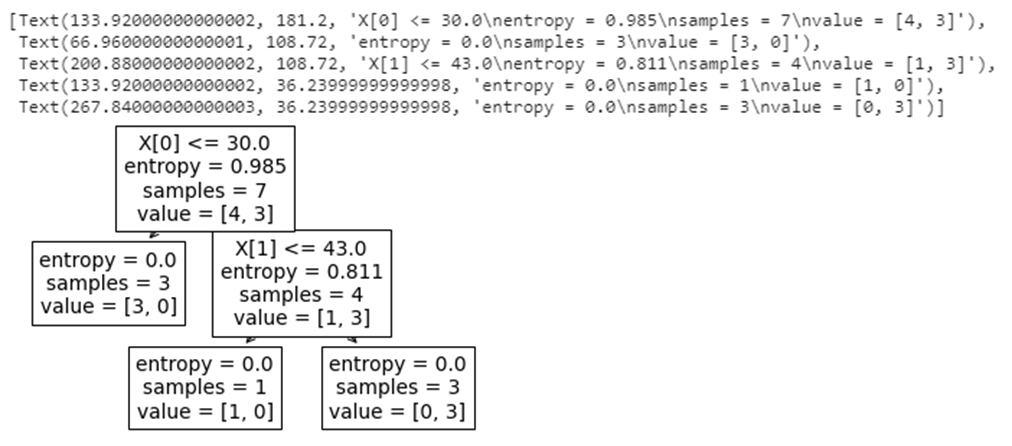 [Text(133.92000000000002, 181.2, 'X[0] <= 30.0\nentropy = 0.985\nsamples = 7\nvalue = [4, 3]'),
Text(66.96000000000001, 108.72, 'entropy = 0.0\nsamples = 3\nvalue = [3, 0]'),
Text(200.88000000000002, 108.72, 'X[1] <= 43.0\nentropy = 0.811\nsamples = 4\nvalue = [1, 3]'),
Text(133.92000000000002, 36.23999999999998, 'entropy = 0.0\nsamples = 1\nvalue = [1, 0]'),
Text(267.84000000000003, 36.23999999999998, 'entropy = 0.0\nsamples = 3\nvalue = [0, 3]')]
X[0] <= 30.0
entropy = 0.985
samples = 7
value = [4, 3]
entropy = 0.0
samples = 3
value = [3, 0]
X[1] <= 43.0
entropy = 0.811
samples = 4
value = [1, 3]
entropy = 0.0
samples = 1
value = [1, 0]
entropy = 0.0
samples = 3
value = [0, 3]